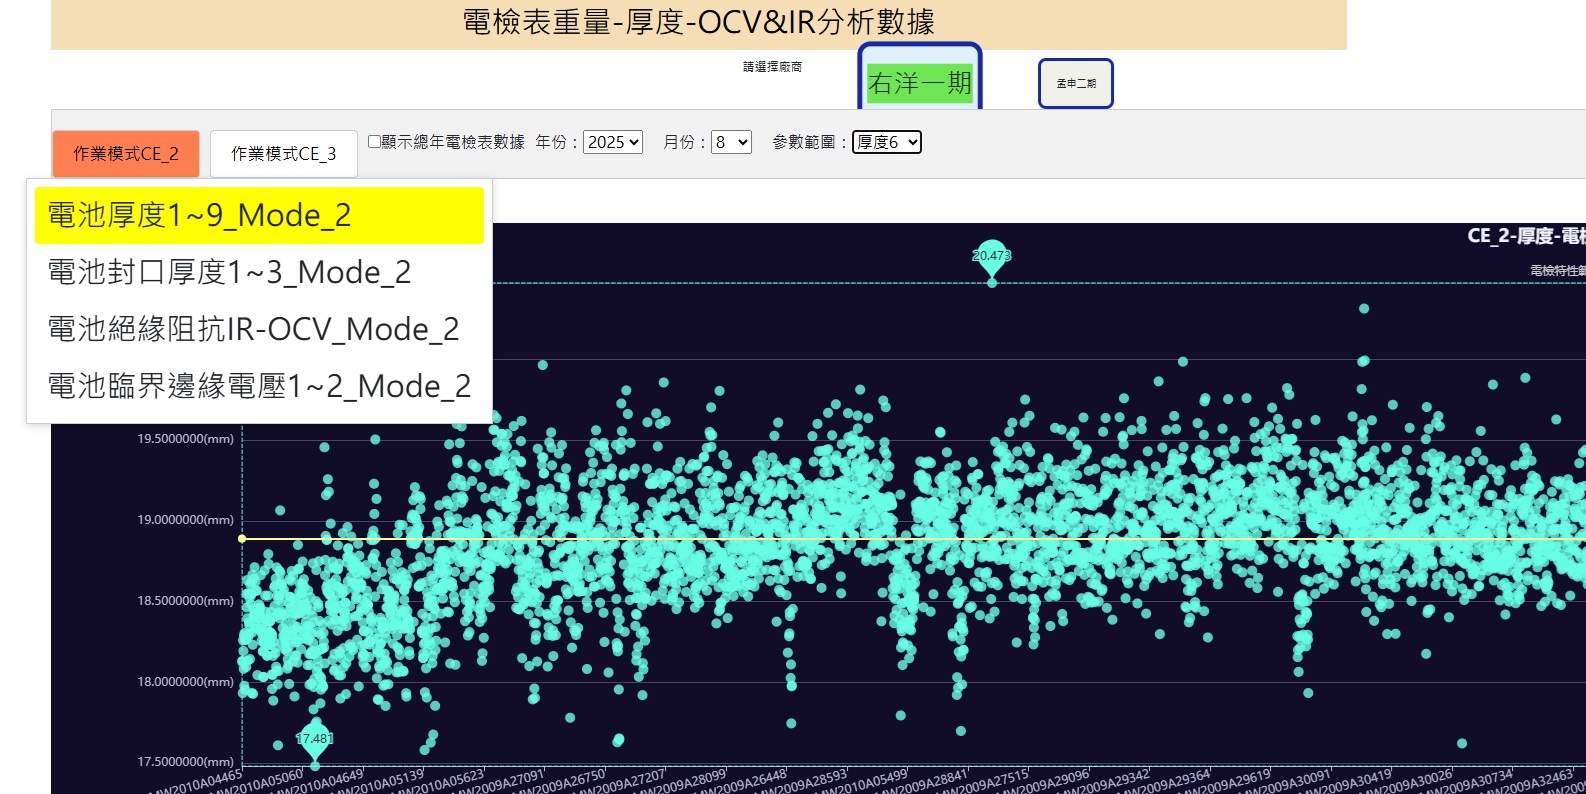 電檢表重量-厚度-OCV&IR分析數據
請選擇廠商
右洋一期
孟申二期
作業模式CE_2
作業模式CE_3
顯示總年電檢表數據 年份：2025 月份：8 參數範圍：厚度6
電池厚度1~9_Mode_2
電池封口厚度1~3_Mode_2
電池絕緣阻抗IR-OCV_Mode_2
電池臨界邊緣電壓1~2_Mode_2
CE_2-厚度-電
電檢特性
20.473
19.5000000(mm)
19.0000000(mm)
18.5000000(mm)
18.0000000(mm)
17.5000000(mm)
17.481
MW2010A04465
MW2010A05060
MW2010A04649
MW2010A05139
MW2010A05623
MW2009A27091
MW2009A26750
MW2009A27207
MW2009A28099
MW2009A26448
MW2009A28593
MW2010A05499
MW2009A28841
MW2009A27515
MW2009A29096
MW2009A29342
MW2009A29364
MW2009A29619
MW2009A30091
MW2009A30419
MW2009A30026
MW2009A30734
MW2009A32463